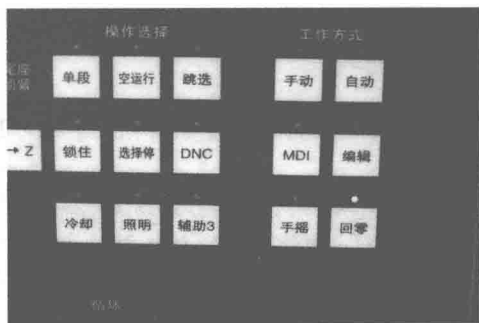 操作选择 工作方式
单段 空运行 跳选 手动 自动
→ Z 锁住 选择停 DNC MDI 编辑
冷却 照明 辅助3 手摇 回零